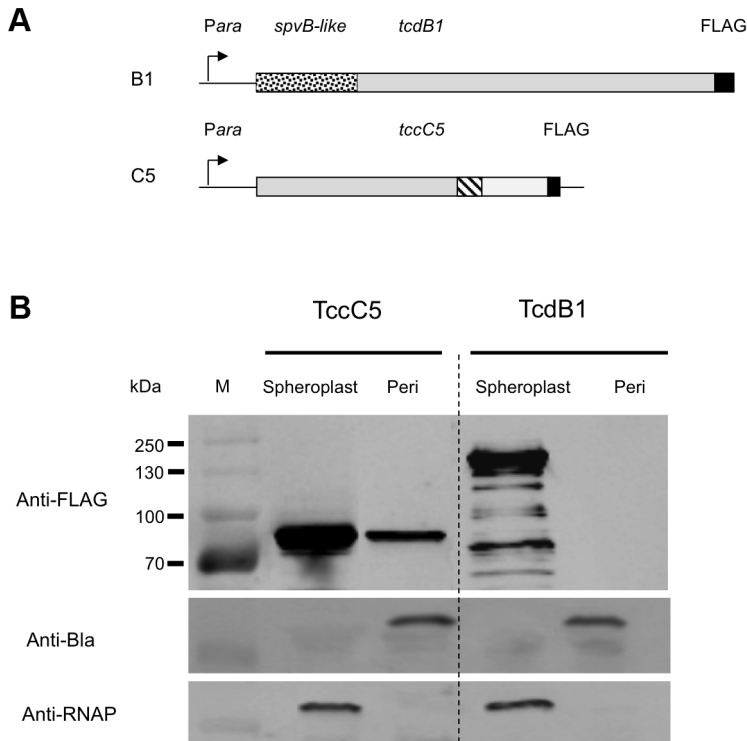 A
Para spvB-like tcdB1 FLAG
B1
Para tccC5 FLAG
C5
B
TccC5 TcdB1
kDa M Spheroplast Peri Spheroplast Peri
250
130
Anti-FLAG
100
70
Anti-Bla
Anti-RNAP